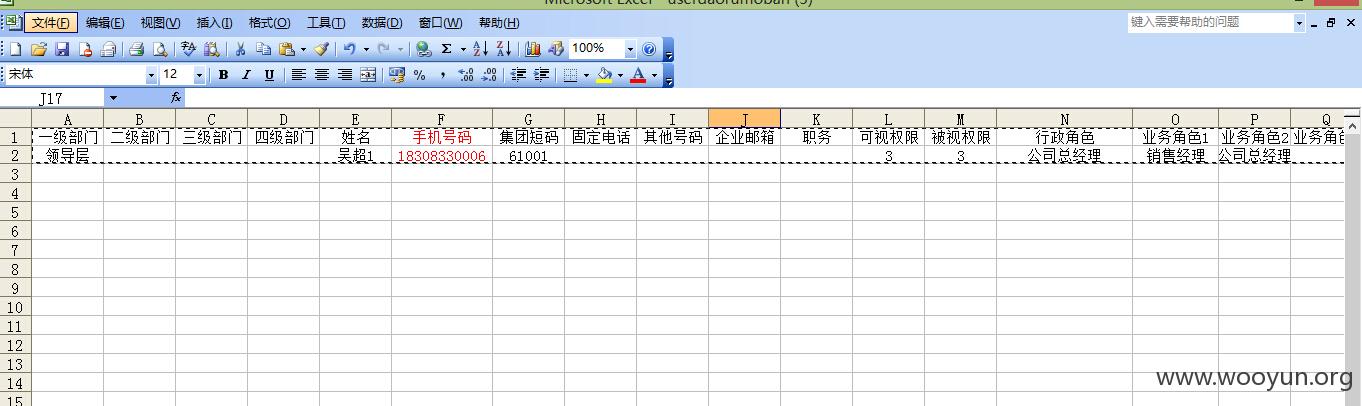 Microsoft Excel - userdaorumoban (3)
文件(F) 编辑(E) 视图(V) 插入(I) 格式(O) 工具(T) 数据(D) 窗口(W) 帮助(H) 键入需要帮助的问题
100%
宋体 12 B I U
J17 fx
A B C D E F G H I J K L M N O P Q
1 一级部门 二级部门 三级部门 四级部门 姓名 手机号码 集团短码 固定电话 其他号码 企业邮箱 职务 可视权限 被视权限 行政角色 业务角色1 业务角色2 业务角色
2 领导层 吴超1 18308330006 61001 3 3 公司总经理 销售经理 公司总经理
3
4
5
6
7
8
9
10
11
12
13
14
15
www.wooyun.org